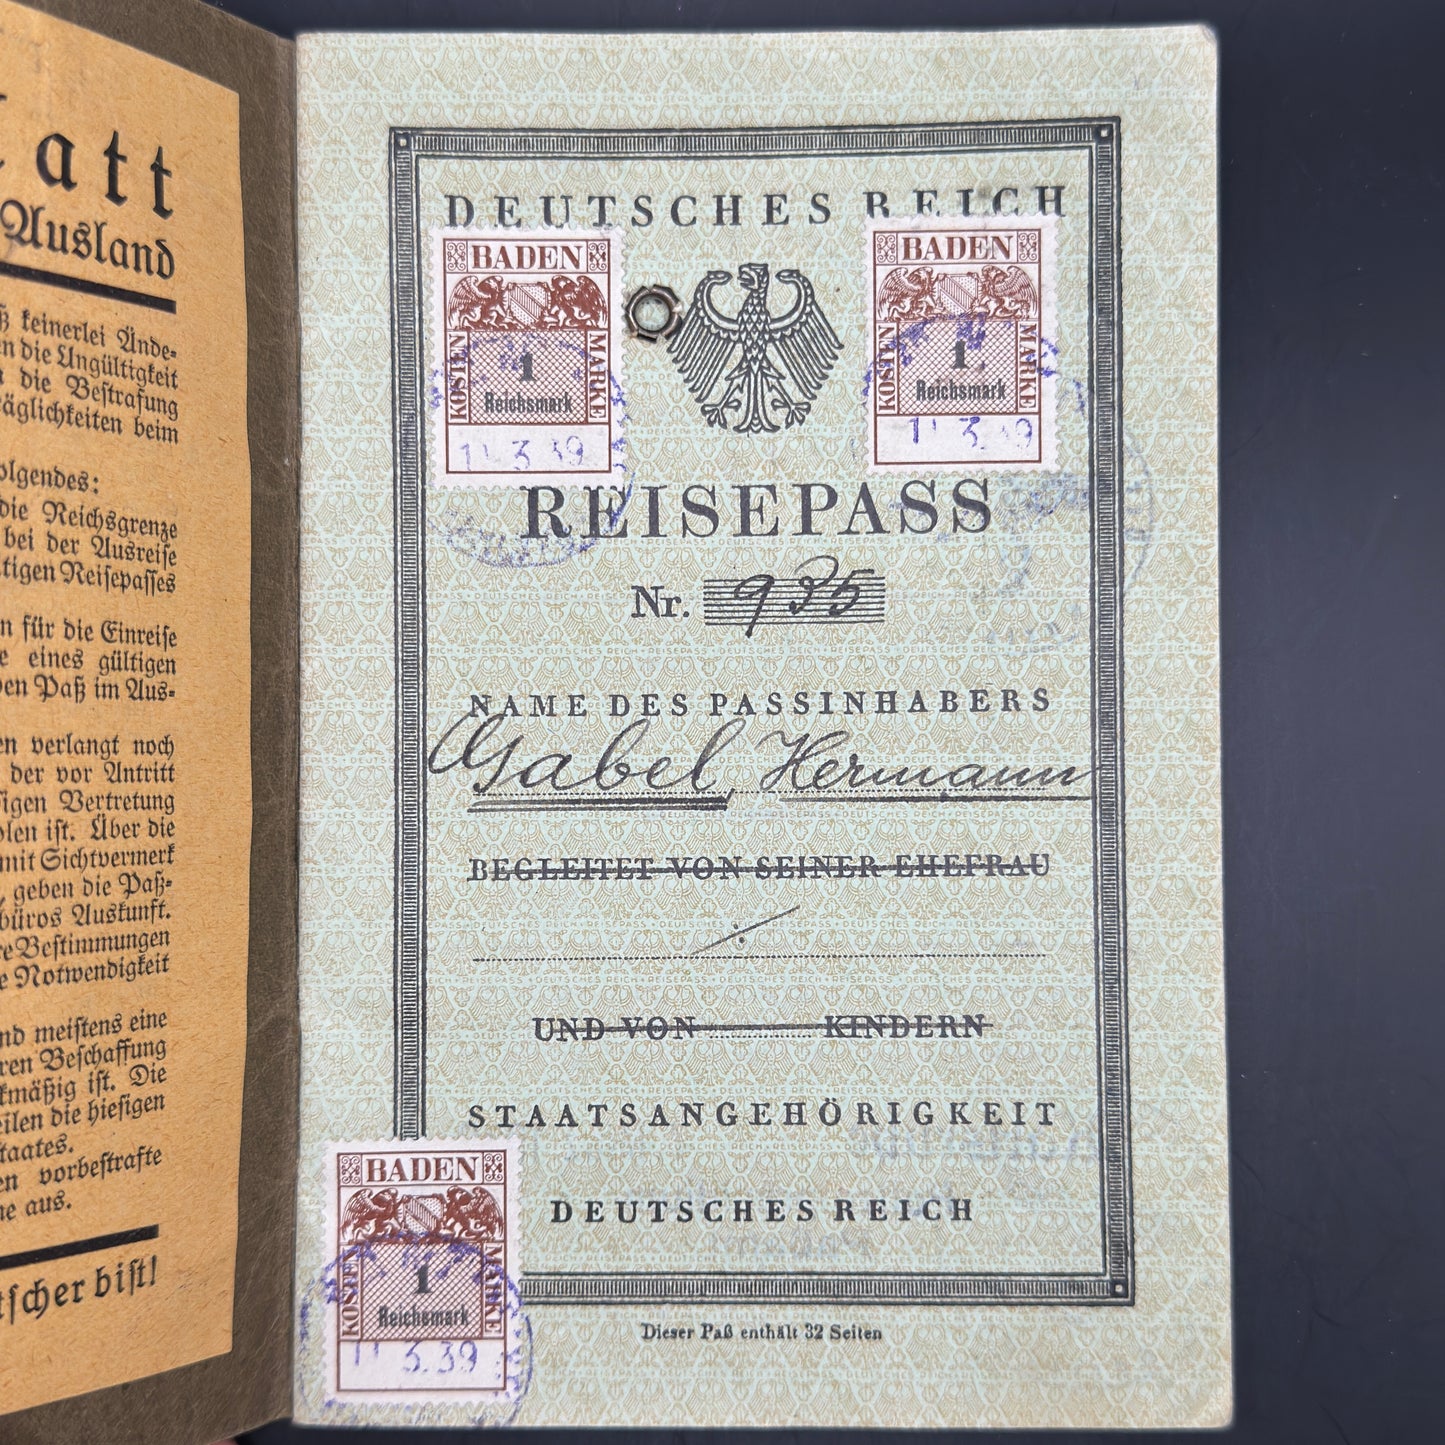 att
Ausland
keinerlei Ände-
en die Ungültigkeit
die Bestrafung
träglichkeiten beim
olgendes:
die Reichsgrenze
bei der Ausreise
tigen Reisepasses
n für die Einreise
e eines gültigen
en Paß im Aus-
en verlangt noch
der vor Antritt
igen Vertretung
len ist. Über die
mit Sichtvermerk
, geben die Paß-
büros Auskunft.
re Bestimmungen
e Notwendigkeit
nd meistens eine
ren Beschaffung
kmäßig ist. Die
eilen die hiesigen
taates.
en vorbestrafte
ne aus.
tscher bist!
DEUTSCHES REICH
BADEN
KOSTEN MARKE
1
Reichsmark
11 3.39
BADEN
KOSTEN MARKE
1
Reichsmark
11 3.39
REISEPASS
Nr. 935
NAME DES PASSINHABERS
Gabel, Hermann
BEGLEITET VON SEINER EHEFRAU
UND VON KINDERN
STAATSANGEHÖRIGKEIT
DEUTSCHES REICH
BADEN
KOSTEN MARKE
1
Reichsmark
11 3.39
Dieser Paß enthält 32 Seiten